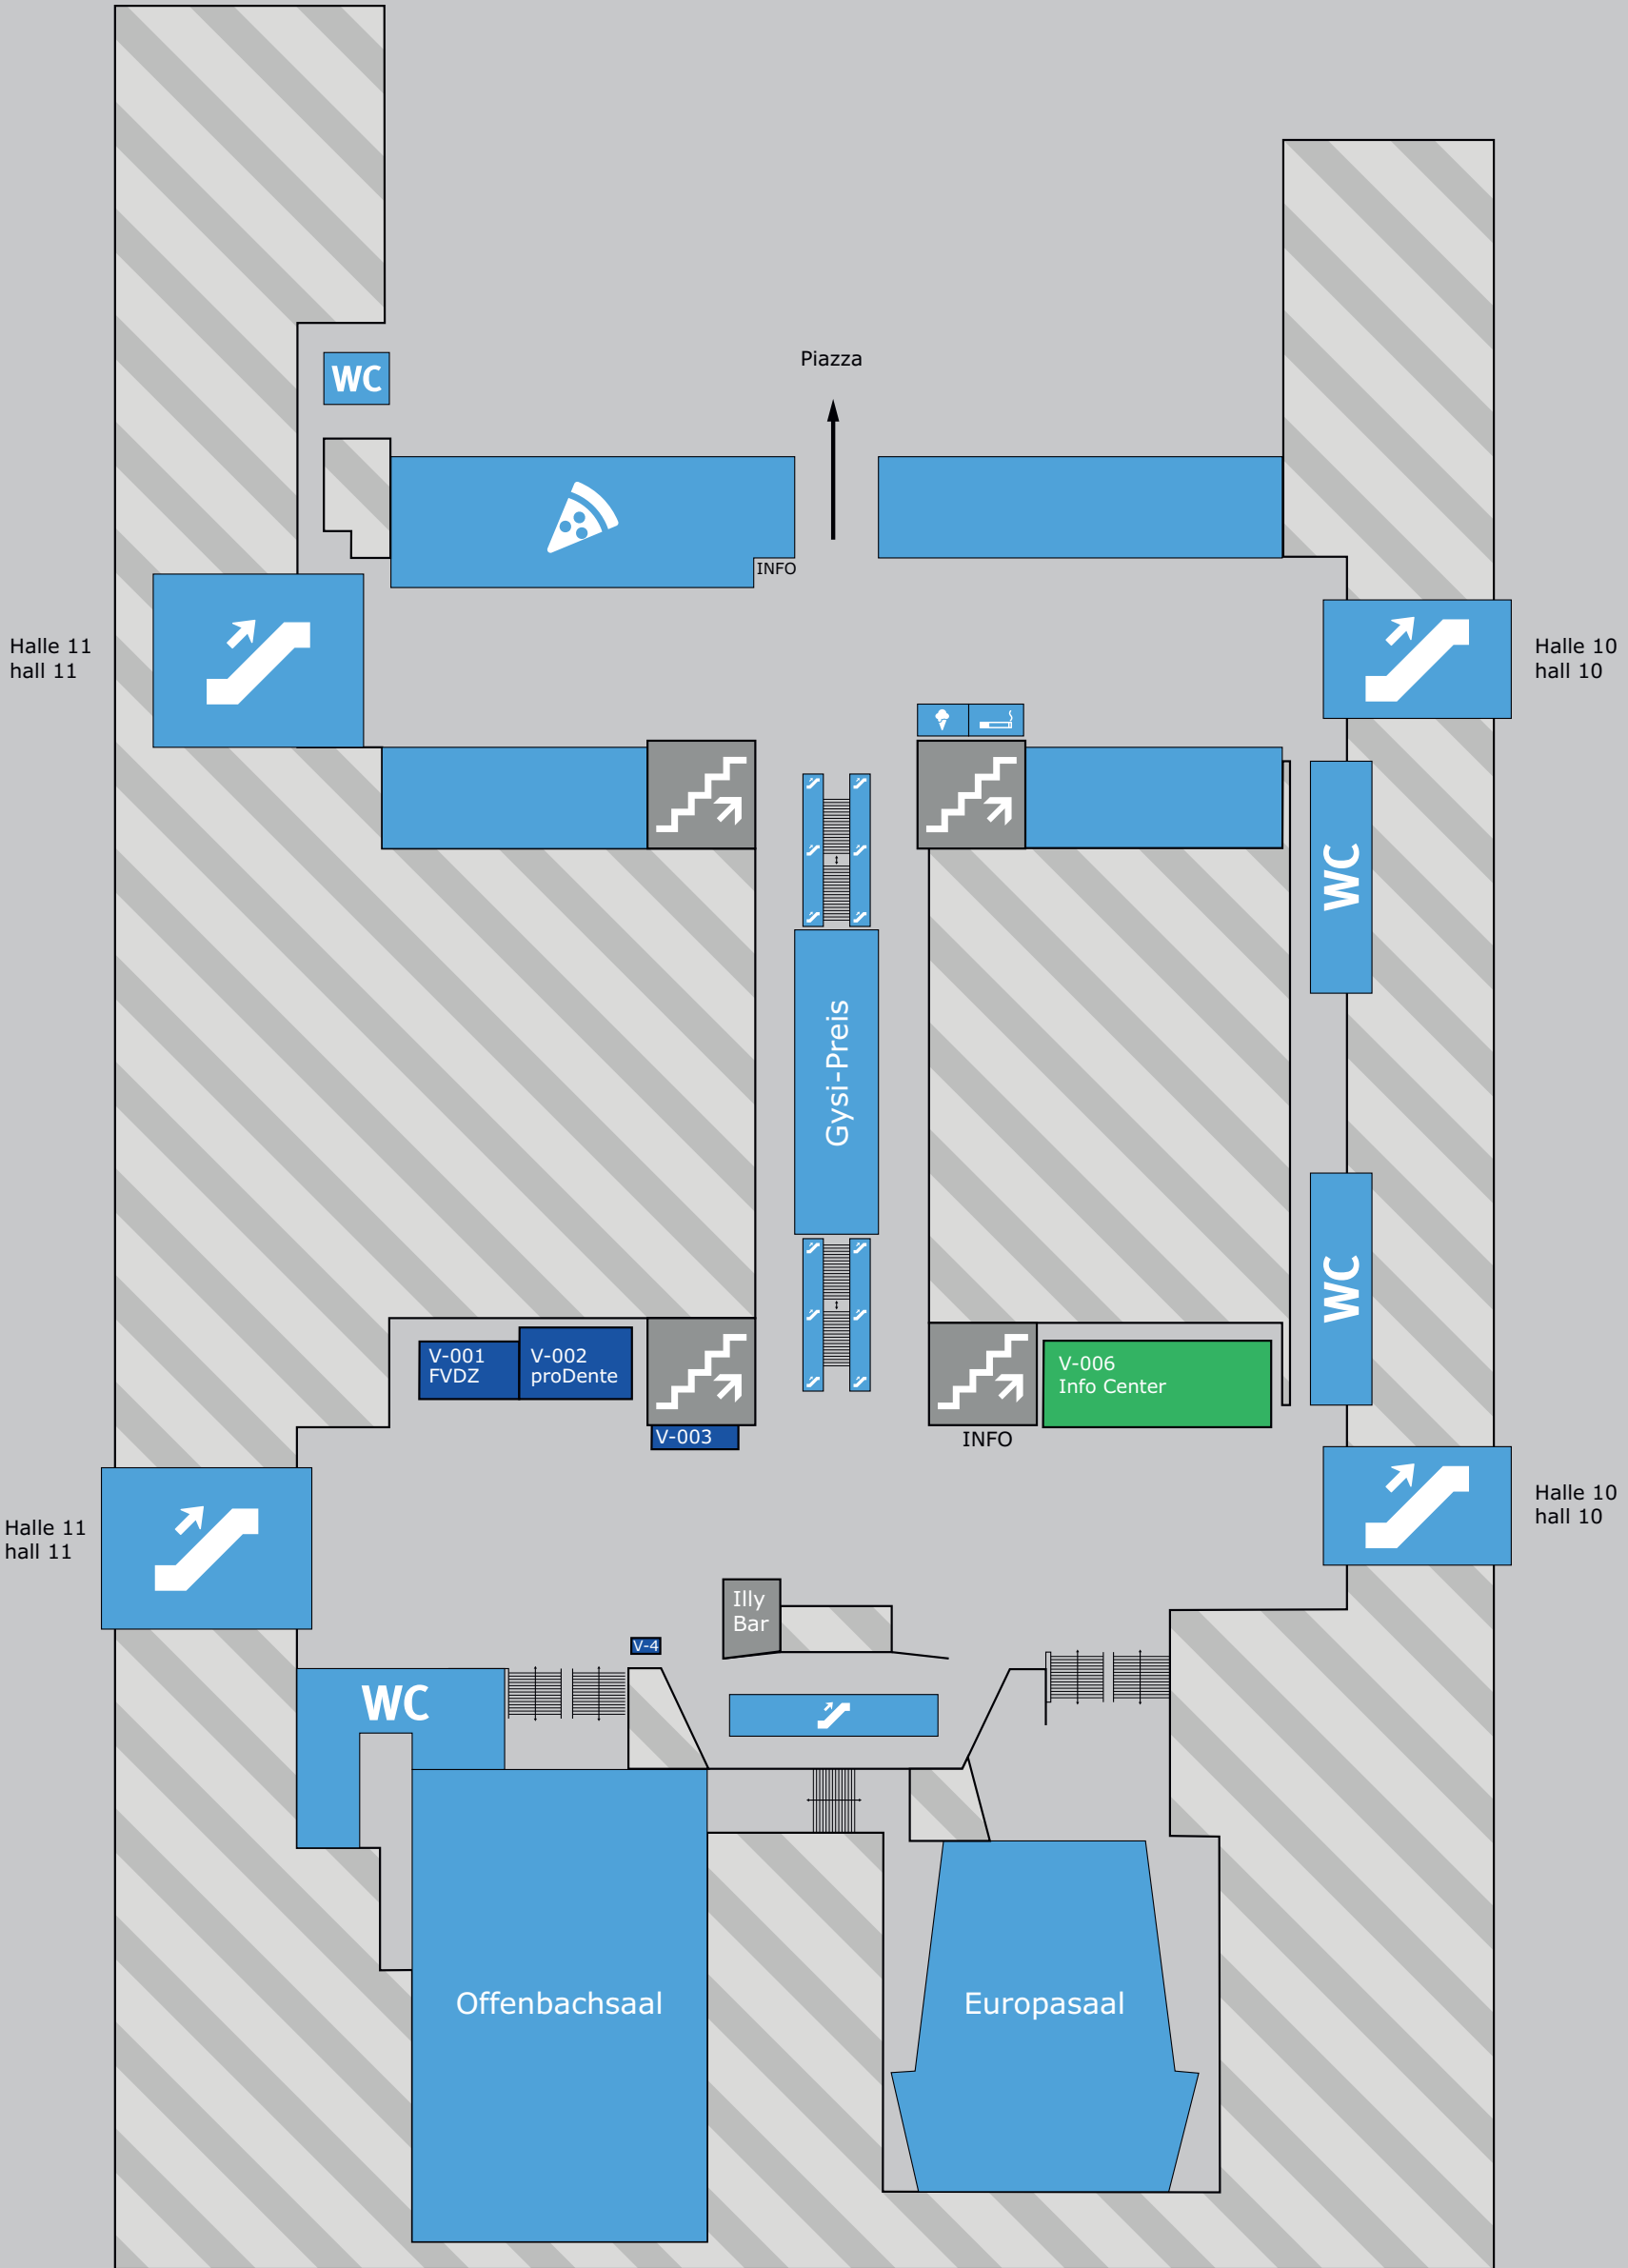 Piazza
WC
INFO
Halle 11
hall 11
Halle 10
hall 10
WC
Gysi-Preis
WC
V-001
FVDZ
V-002
proDente
V-006
Info Center
V-003
INFO
Halle 11
hall 11
Halle 10
hall 10
Illy
Bar
V-4
WC
Offenbachsaal
Europasaal